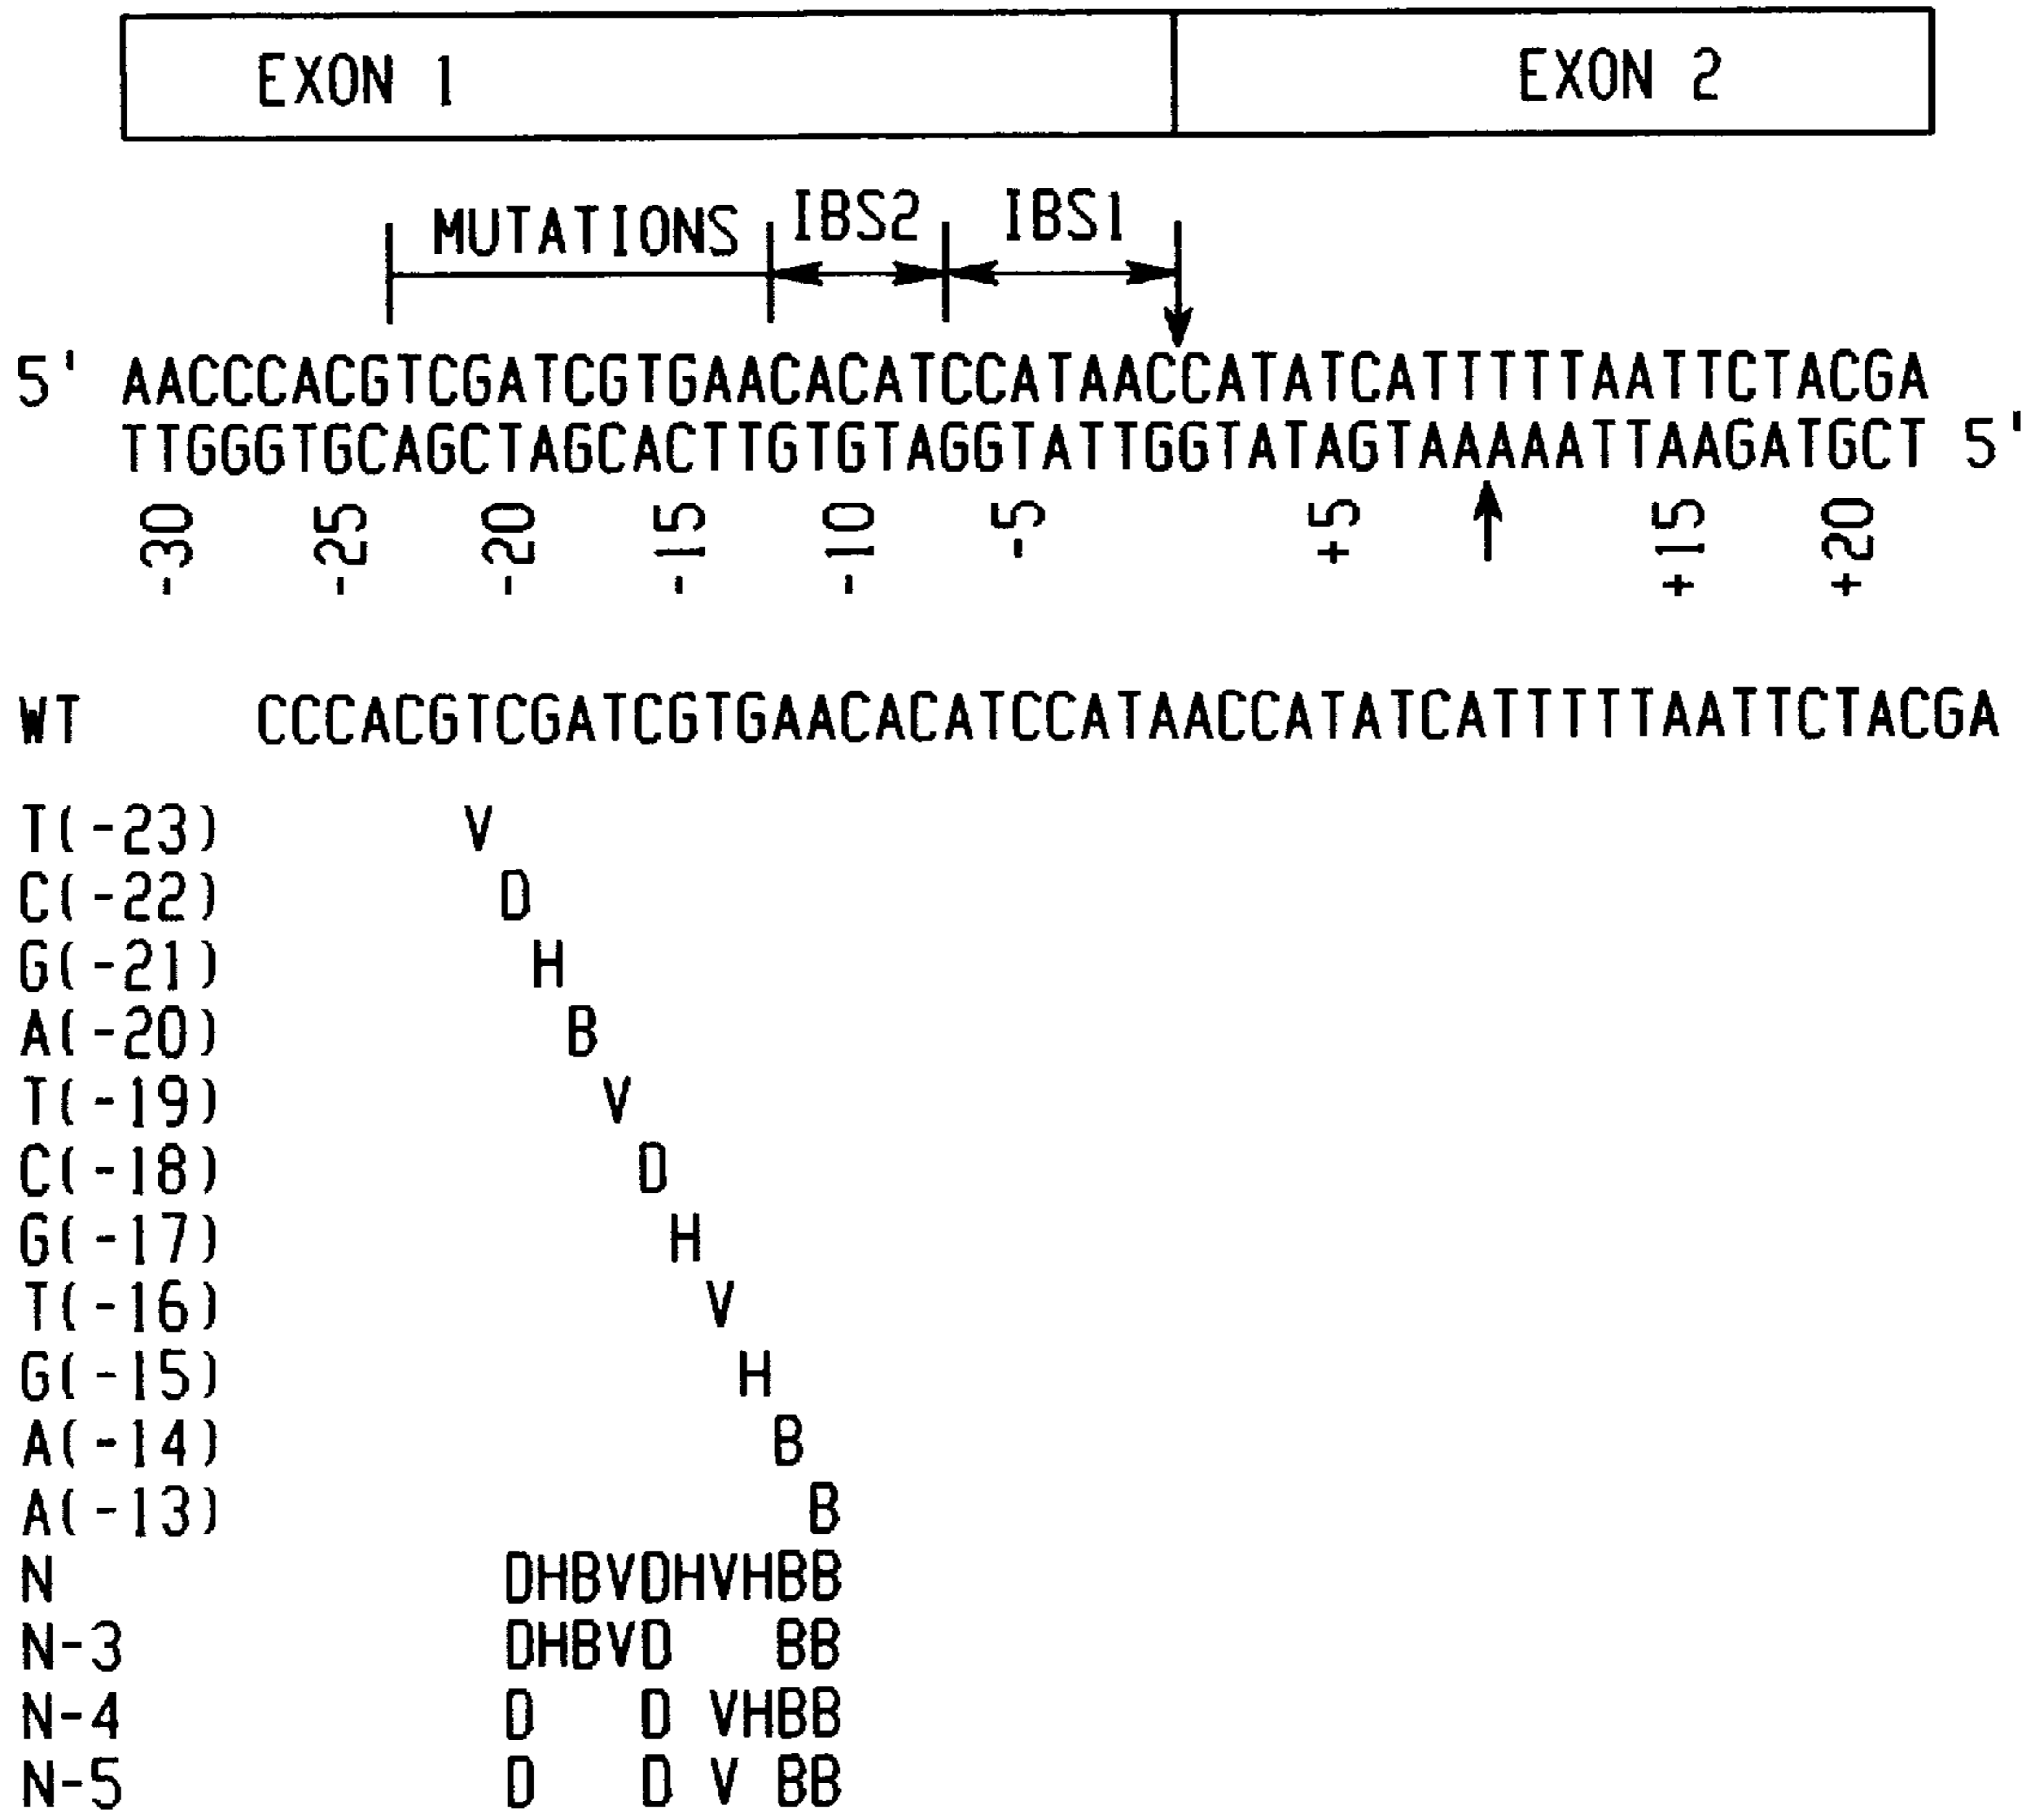 EXON 1 EXON 2
MUTATIONS IBS2 IBS1
5' AACCCACGTCGATCGTGAACACATCCATAACCATATCATTTTTAATTCTACGA
TTGGGTGCAGCTAGCACTTGTGTAGGTATTGGTATAGTAAAAATTAAGATGCT 5'
-30 -25 -20 -15 -10 -5 +5 +15 +20
WT CCCACGTCGATCGTGAACACATCCATAACCATATCATTTTTAATTCTACGA
T(-23) V
C(-22) D
G(-21) H
A(-20) B
T(-19) V
C(-18) D
G(-17) H
T(-16) V
G(-15) H
A(-14) B
A(-13) B
N DHBVDHVHBB
N-3 DHBVD BB
N-4 D D VHBB
N-5 D D V BB